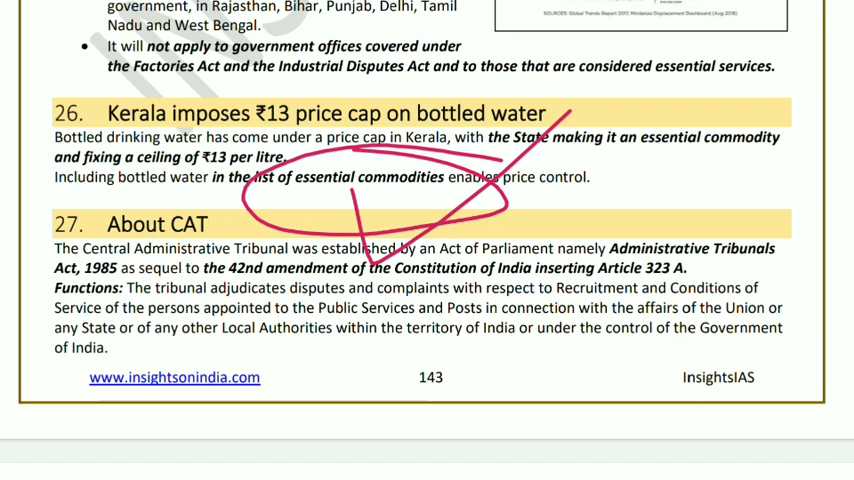 government, in Rajasthan, Bihar, Punjab, Delhi, Tamil
Nadu and West Bengal.
• It will not apply to government offices covered under
the Factories Act and the Industrial Disputes Act and to those that are considered essential services.
SOURCES: Global Trends Report 2017, Mindanao Displacement Dashboard (Aug 2018)
26. Kerala imposes ₹13 price cap on bottled water
Bottled drinking water has come under a price cap in Kerala, with the State making it an essential commodity
and fixing a ceiling of ₹13 per litre.
Including bottled water in the list of essential commodities enables price control.
27. About CAT
The Central Administrative Tribunal was established by an Act of Parliament namely Administrative Tribunals
Act, 1985 as sequel to the 42nd amendment of the Constitution of India inserting Article 323 A.
Functions: The tribunal adjudicates disputes and complaints with respect to Recruitment and Conditions of
Service of the persons appointed to the Public Services and Posts in connection with the affairs of the Union or
any State or of any other Local Authorities within the territory of India or under the control of the Government
of India.
www.insightsonindia.com 143 InsightsIAS